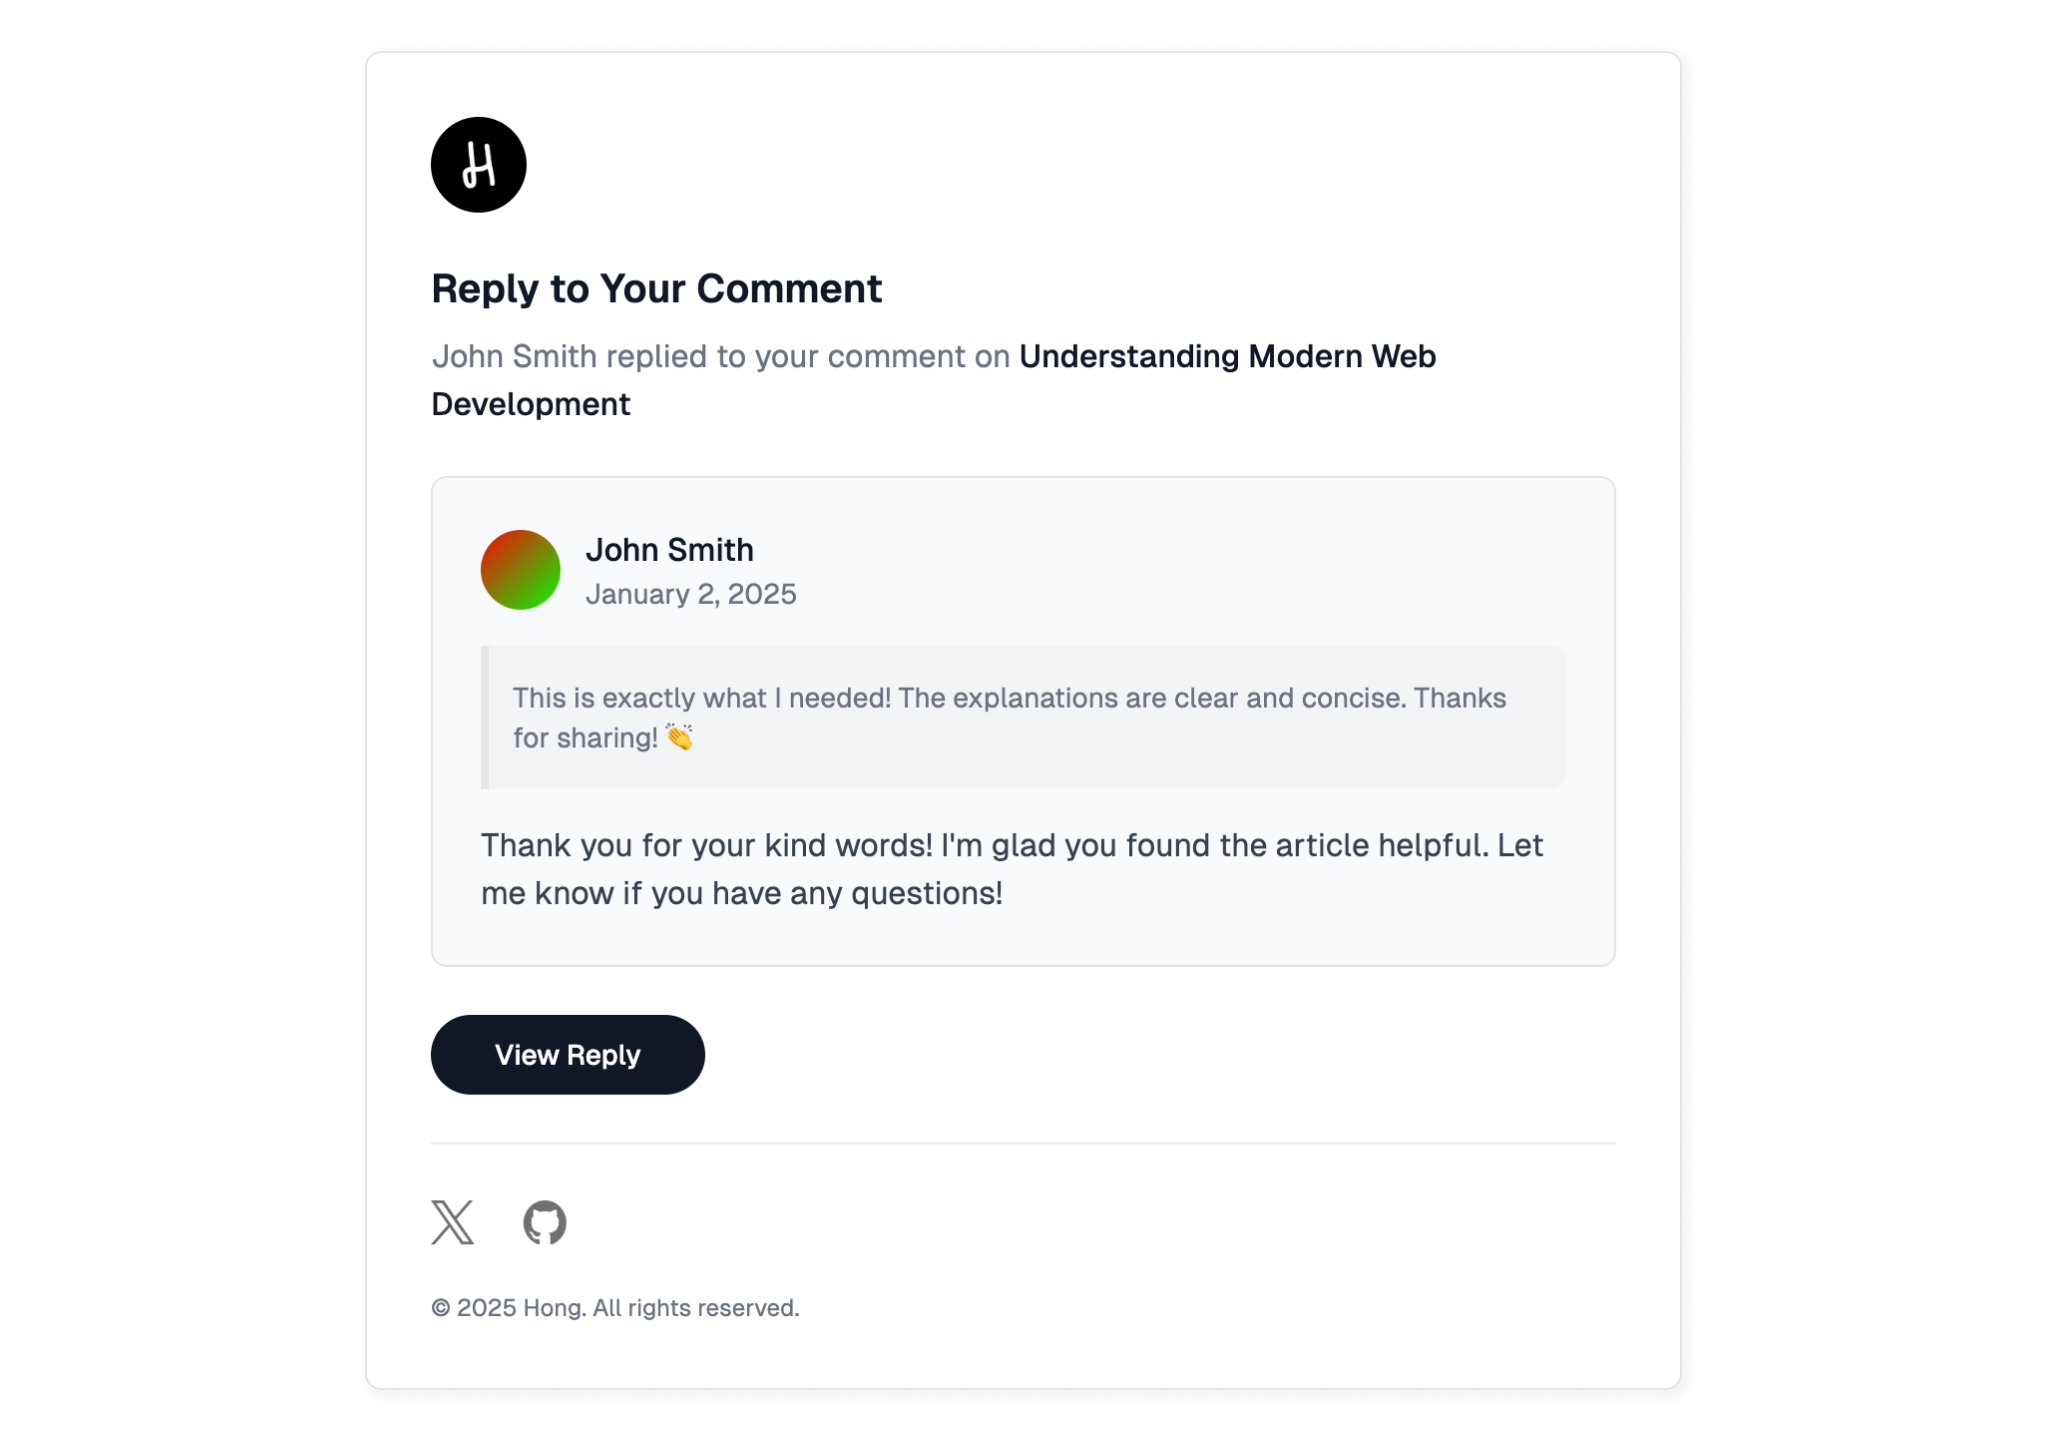 H
Reply to Your Comment
John Smith replied to your comment on Understanding Modern Web
Development
John Smith
January 2, 2025
This is exactly what I needed! The explanations are clear and concise. Thanks
for sharing! 👏
Thank you for your kind words! I'm glad you found the article helpful. Let
me know if you have any questions!
View Reply
© 2025 Hong. All rights reserved.